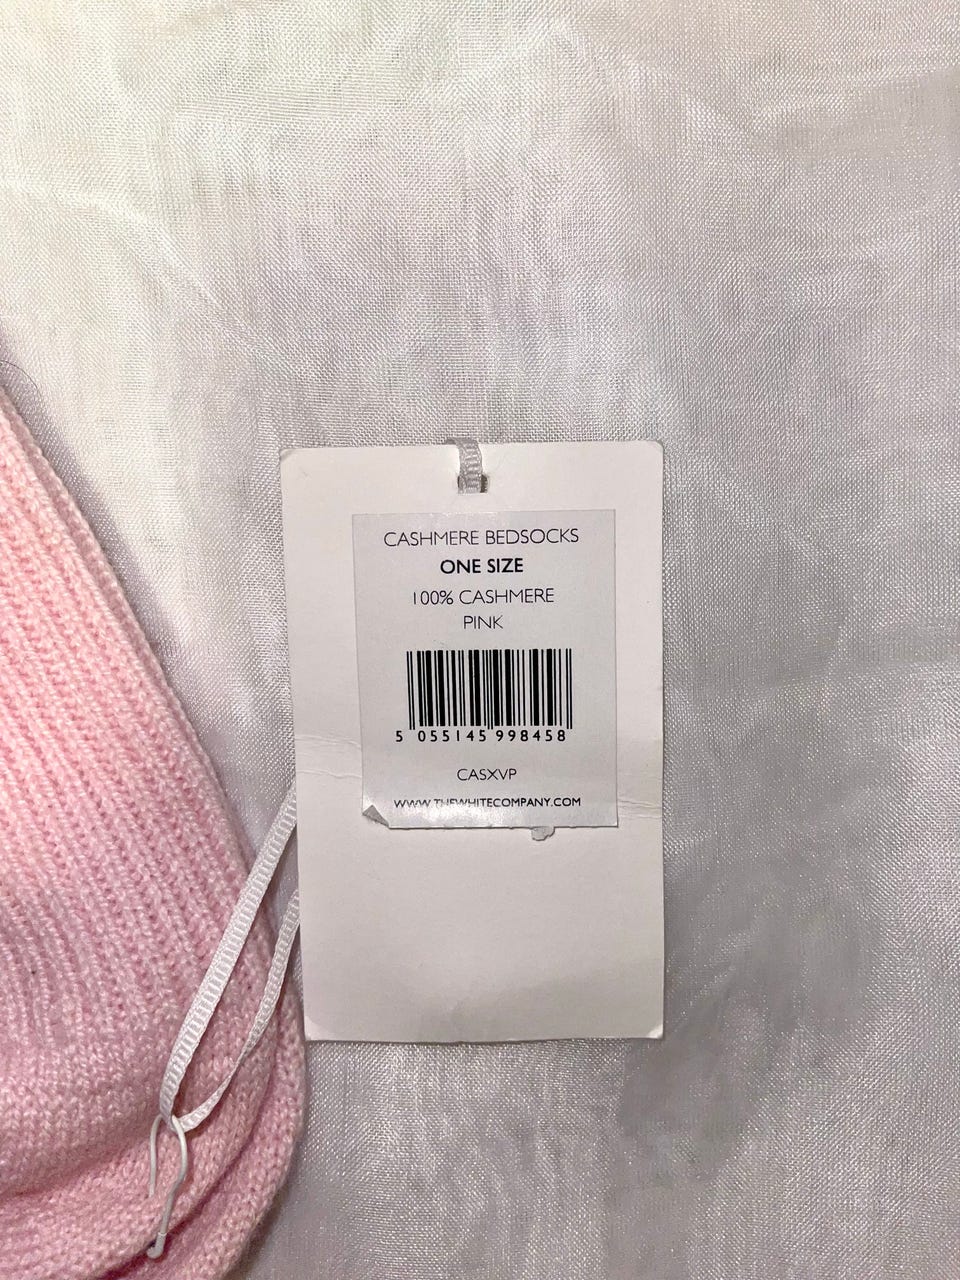 CASHMERE BEDSOCKS
ONE SIZE
100% CASHMERE
PINK
5 055145 998458
CASXVP
WWW.THEWHITECOMPANY.COM